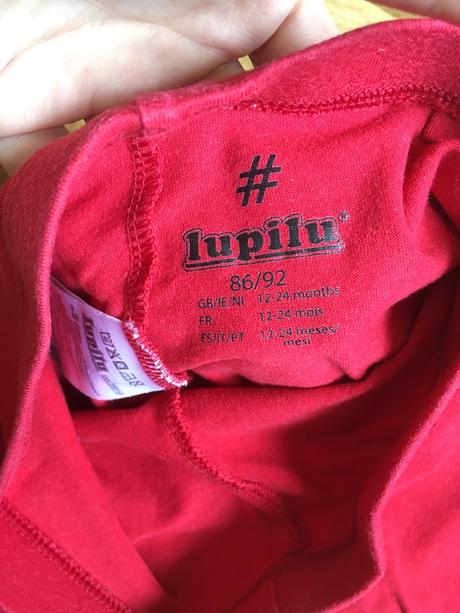 #
lupilu®
86/92
GB/IE/NI 12-24 months
FR 12-24 mois
ES/IT/PT 12-24 meses/
mesi
lupilu